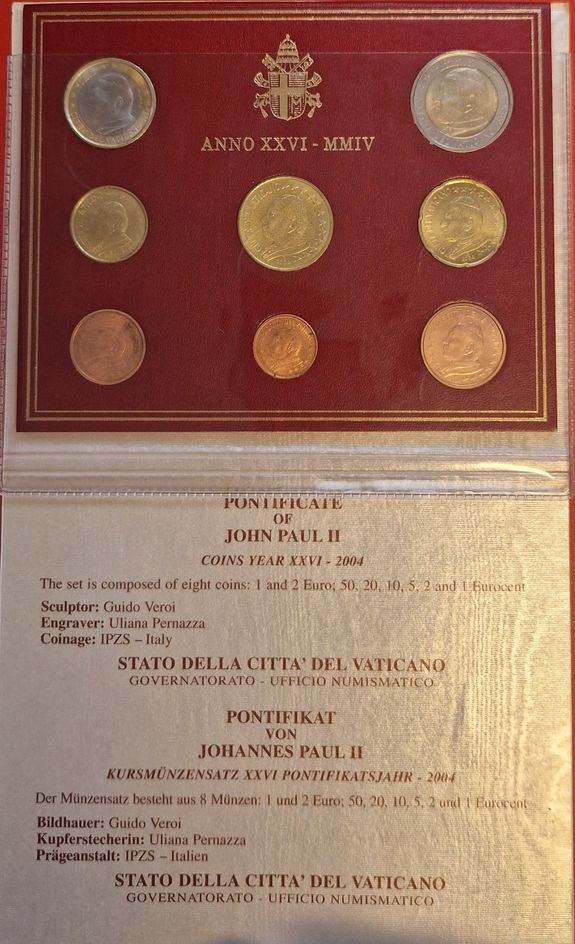 ANNO XXVI - MMIV
PONTIFICATE
OF
JOHN PAUL II
COINS YEAR XXVI - 2004
The set is composed of eight coins: 1 and 2 Euro; 50, 20, 10, 5, 2 and 1 Eurocent
Sculptor: Guido Veroi
Engraver: Uliana Pernazza
Coinage: IPZS – Italy
STATO DELLA CITTA’ DEL VATICANO
GOVERNATORATO - UFFICIO NUMISMATICO
PONTIFIKAT
VON
JOHANNES PAUL II
KURSMÜNZENSATZ XXVI PONTIFIKATSJAHR - 2004
Der Münzensatz besteht aus 8 Münzen: 1 und 2 Euro; 50, 20, 10, 5, 2 und 1 Eurocent
Bildhauer: Guido Veroi
Kupferstecherin: Uliana Pernazza
Prägeanstalt: IPZS – Italien
STATO DELLA CITTA’ DEL VATICANO
GOVERNATORATO - UFFICIO NUMISMATICO